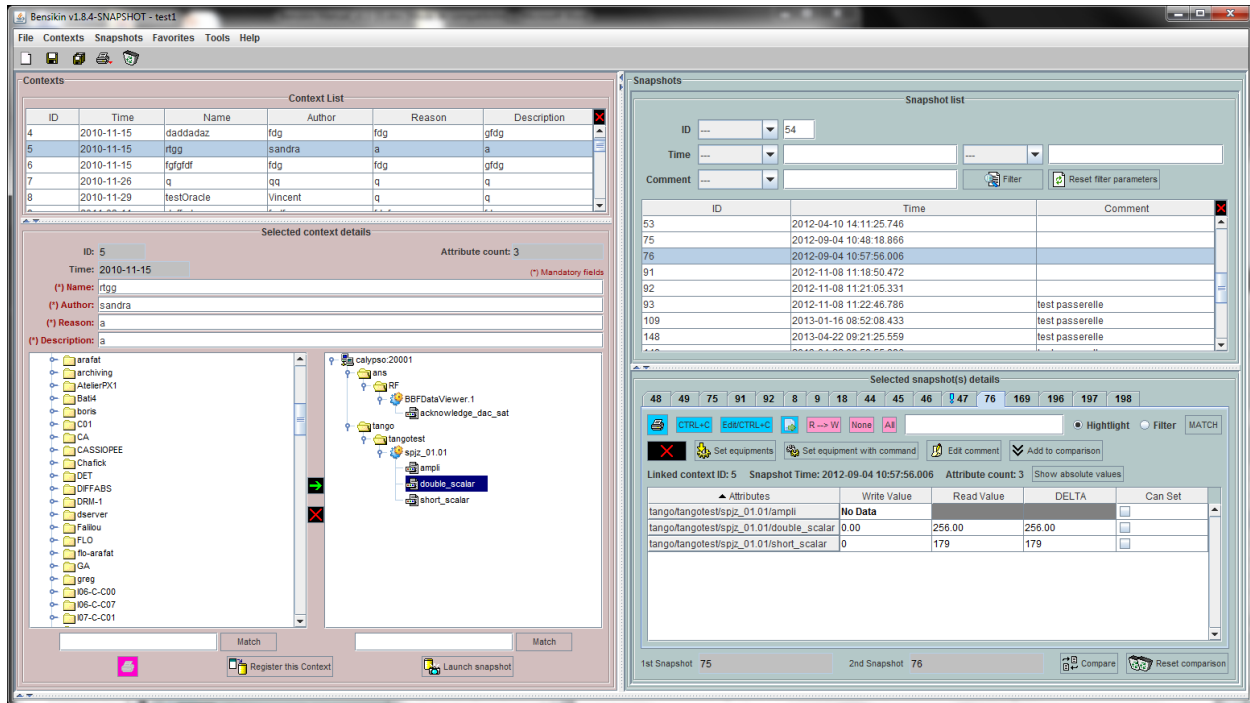 Bensikin v1.8.4-SNAPSHOT - test1
File Contexts Snapshots Favorites Tools Help
Contexts
Context List
ID Time Name Author Reason Description
4 2010-11-15 daddadaz fdg fdg gfdg
5 2010-11-15 rtgg sandra a a
6 2010-11-15 fgfgfdf fdg fdg gfdg
7 2010-11-26 q qq q q
8 2010-11-29 testOracle Vincent q q
Selected context details
ID: 5 Attribute count: 3
Time: 2010-11-15 (*) Mandatory fields
(*) Name: rtgg
(*) Author: sandra
(*) Reason: a
(*) Description: a
arafat
archiving
AtelierPX1
Bati4
boris
C01
CA
CASSIOPEE
Chafick
DET
DIFFABS
DRM-1
dserver
Falilou
FLO
flo-arafat
GA
greg
I06-C-C00
I06-C-C07
I07-C-C01
calypso:20001
ans
RF
BBFDataViewer.1
acknowledge_dac_sat
tango
tangotest
spjz_01.01
ampli
double_scalar
short_scalar
Match Match
Register this Context Launch snapshot
Snapshots
Snapshot list
ID --- 54
Time --- ---
Comment --- Filter Reset filter parameters
ID Time Comment
53 2012-04-10 14:11:25.746
75 2012-09-04 10:48:18.866
76 2012-09-04 10:57:56.006
91 2012-11-08 11:18:50.472
92 2012-11-08 11:21:05.331
93 2012-11-08 11:22:46.786 test passerelle
109 2013-01-16 08:52:08.433 test passerelle
148 2013-04-22 09:21:25.559 test passerelle
Selected snapshot(s) details
48 49 75 91 92 8 9 18 44 45 46 47 76 169 196 197 198
CTRL+C Edit/CTRL+C R --> W None All Hightlight Filter MATCH
Set equipments Set equipment with command Edit comment Add to comparison
Linked context ID: 5 Snapshot Time: 2012-09-04 10:57:56.006 Attribute count: 3 Show absolute values
Attributes Write Value Read Value DELTA Can Set
tango/tangotest/spjz_01.01/ampli No Data
tango/tangotest/spjz_01.01/double_scalar 0.00 256.00 256.00
tango/tangotest/spjz_01.01/short_scalar 0 179 179
1st Snapshot 75 2nd Snapshot 76 Compare Reset comparison